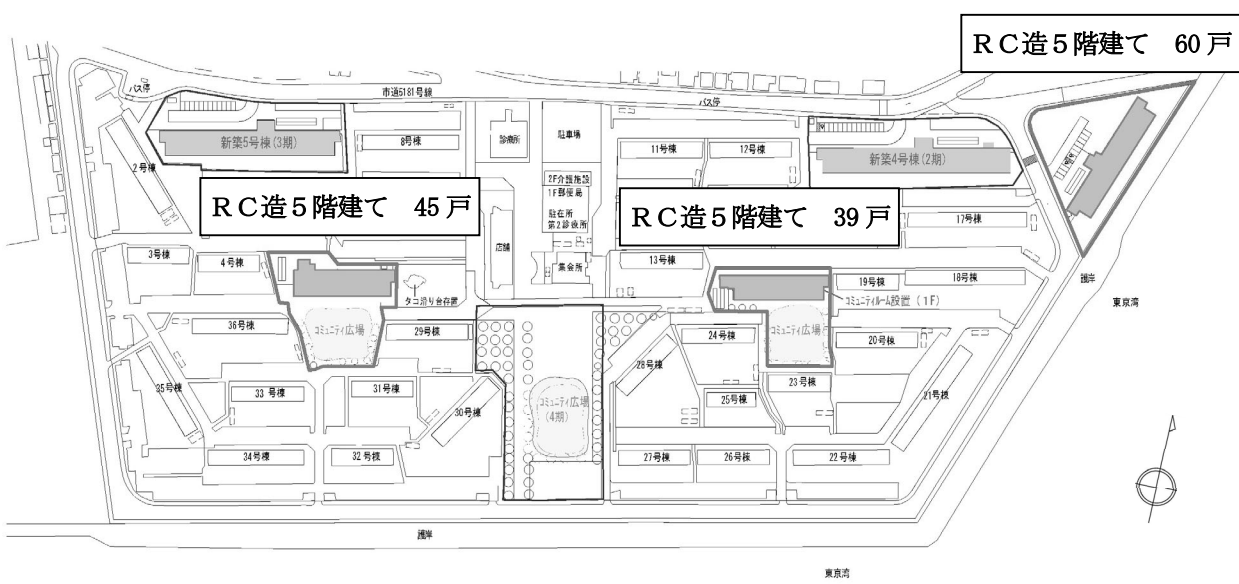 ＲＣ造５階建て　60戸
バス停
市道5181号線
バス停
新築5号棟(3期)
8号棟
診療所
駐車場
11号棟
12号棟
新築4号棟(2期)
2号棟
2F介護施設
1F郵便局
駐在所
第2診療所
ＲＣ造５階建て　45戸
ＲＣ造５階建て　39戸
17号棟
店舗
3号棟
4号棟
集会所
13号棟
19号棟
18号棟
護岸
タコ滑り台存置
コミュニティルーム設置（1F）
東京湾
36号棟
コミュニティ広場
29号棟
24号棟
コミュニティ広場
20号棟
28号棟
35号棟
33号棟
31号棟
30号棟
コミュニティ広場
(4期)
25号棟
23号棟
21号棟
34号棟
32号棟
27号棟
26号棟
22号棟
護岸
東京湾